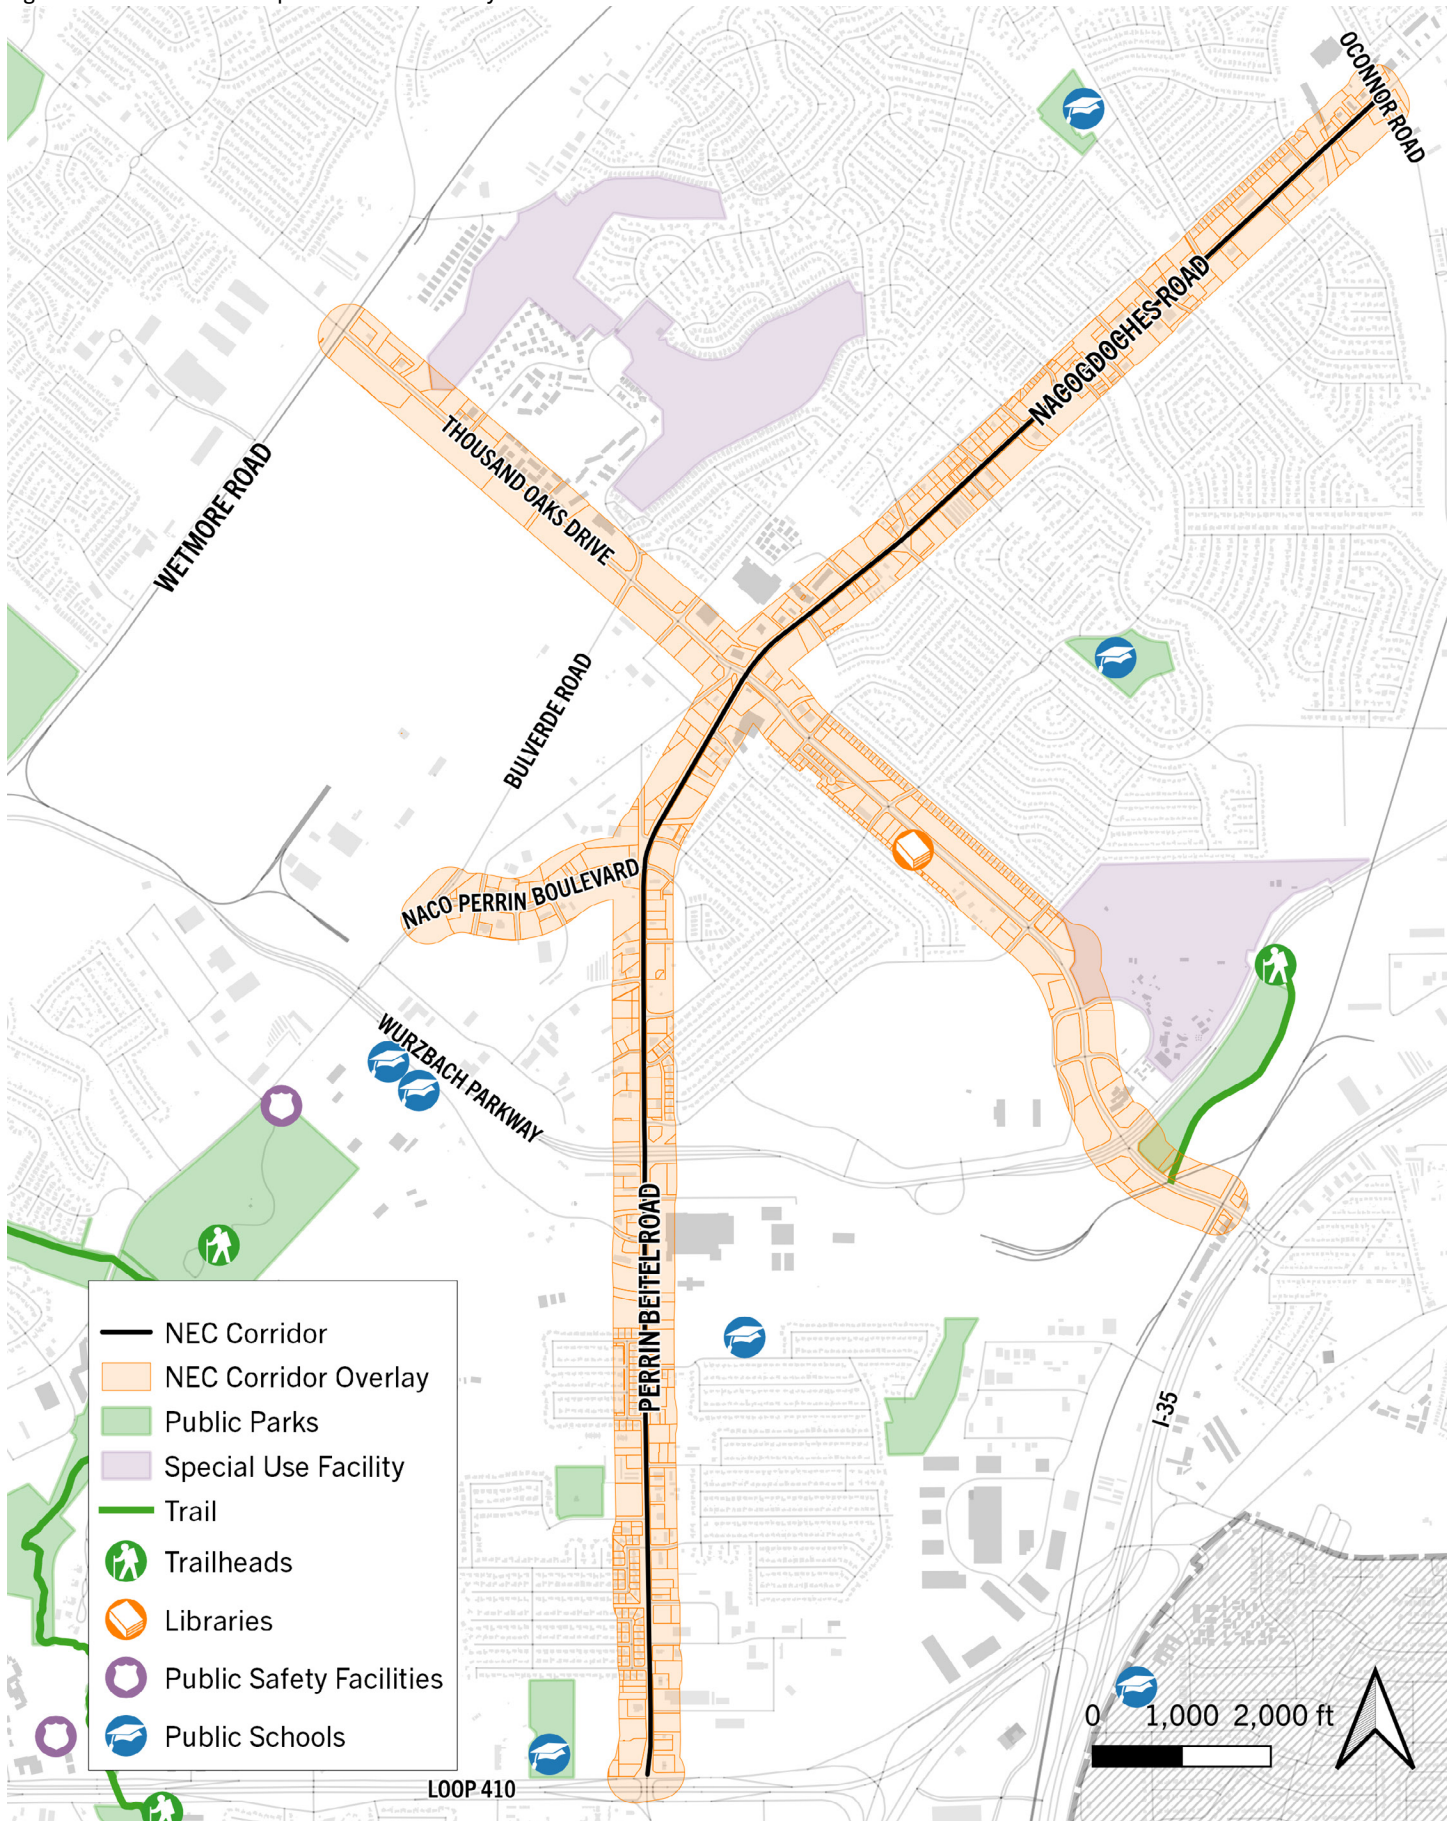 OCONNOR ROAD
NACOGDOCHES ROAD
THOUSAND OAKS DRIVE
WETMORE ROAD
BULVERDE ROAD
NACO PERRIN BOULEVARD
WURZBACH PARKWAY
PERRIN BEITEL ROAD
I-35
LOOP 410
NEC Corridor
NEC Corridor Overlay
Public Parks
Special Use Facility
Trail
Trailheads
Libraries
Public Safety Facilities
Public Schools
0 1,000 2,000 ft